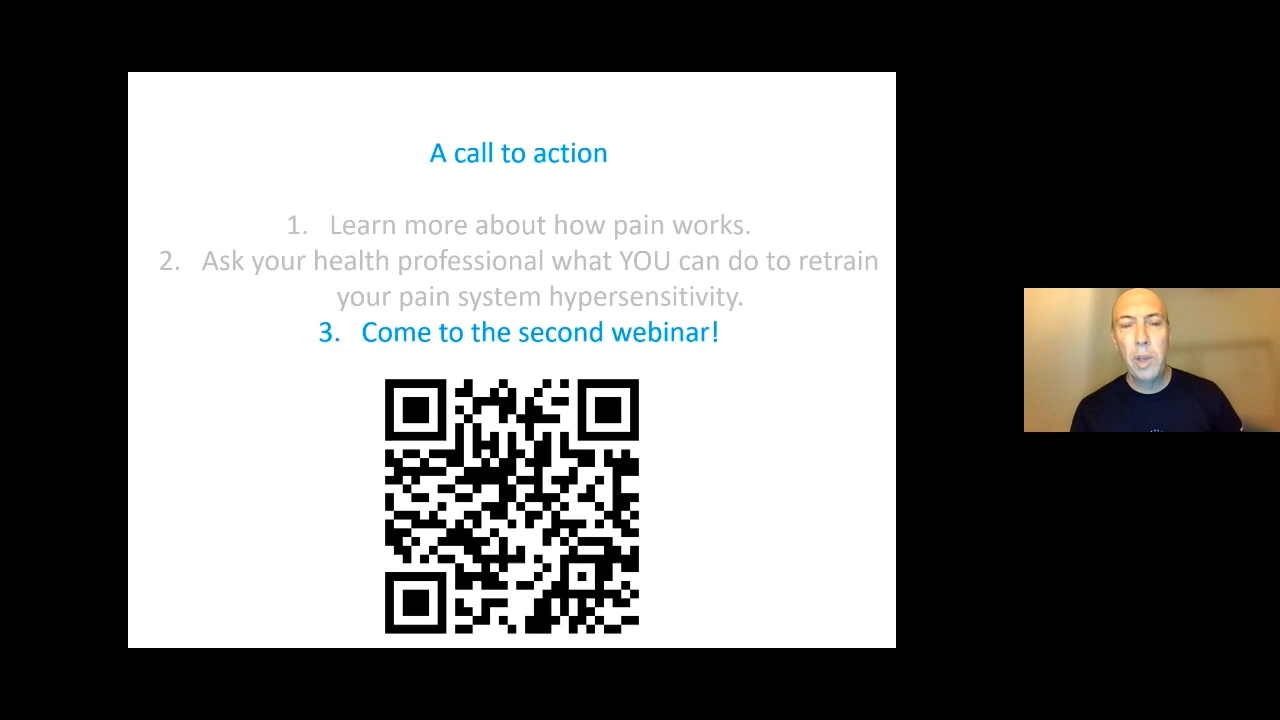 A call to action
1. Learn more about how pain works.
2. Ask your health professional what YOU can do to retrain
your pain system hypersensitivity.
3. Come to the second webinar!